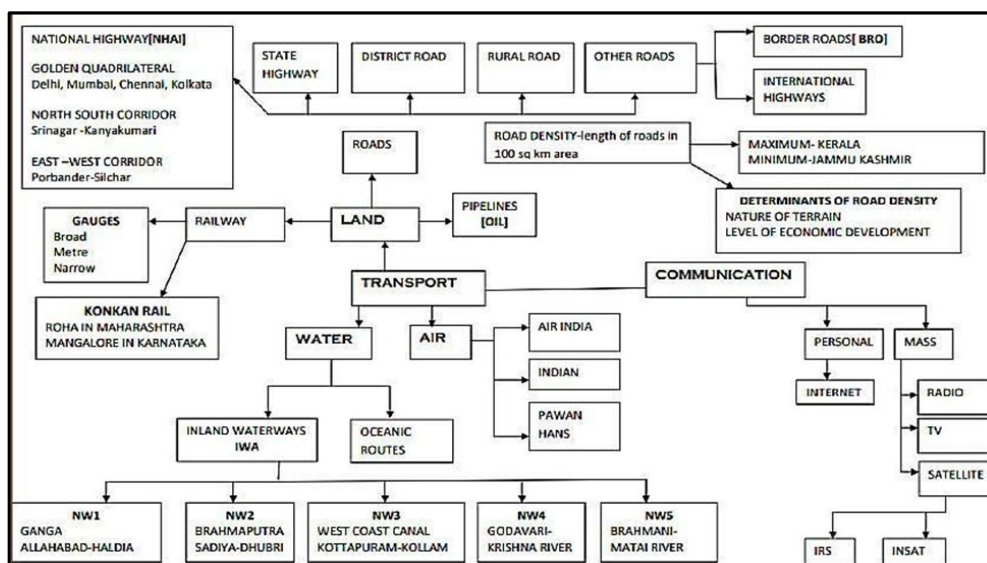 NATIONAL HIGHWAY[NHAI]
GOLDEN QUADRILATERAL
Delhi, Mumbai, Chennai, Kolkata
NORTH SOUTH CORRIDOR
Srinagar -Kanyakumari
EAST –WEST CORRIDOR
Porbander-Silchar
STATE
HIGHWAY
DISTRICT ROAD
RURAL ROAD
OTHER ROADS
BORDER ROADS[ BRO]
INTERNATIONAL
HIGHWAYS
ROADS
ROAD DENSITY-length of roads in
100 sq km area
MAXIMUM- KERALA
MINIMUM-JAMMU KASHMIR
DETERMINANTS OF ROAD DENSITY
NATURE OF TERRAIN
LEVEL OF ECONOMIC DEVELOPMENT
GAUGES
Broad
Metre
Narrow
RAILWAY
LAND
PIPELINES
[OIL]
KONKAN RAIL
ROHA IN MAHARASHTRA
MANGALORE IN KARNATAKA
TRANSPORT
COMMUNICATION
WATER
AIR
AIR INDIA
INDIAN
PAWAN
HANS
PERSONAL
MASS
INTERNET
RADIO
TV
SATELLITE
INLAND WATERWAYS
IWA
OCEANIC
ROUTES
NW1
GANGA
ALLAHABAD-HALDIA
NW2
BRAHMAPUTRA
SADIYA-DHUBRI
NW3
WEST COAST CANAL
KOTTAPURAM-KOLLAM
NW4
GODAVARI-
KRISHNA RIVER
NW5
BRAHMANI-
MATAI RIVER
IRS
INSAT